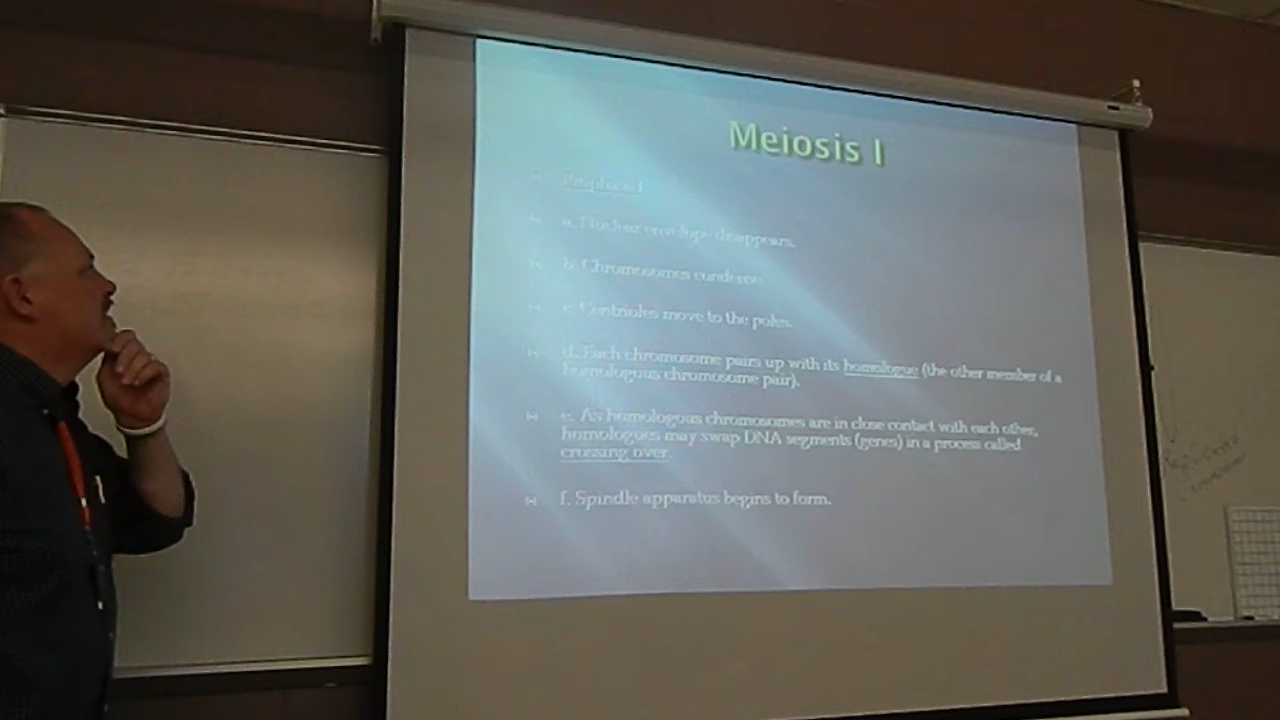 Meiosis I
Prophase I
a. Nuclear envelope disappears.
b. Chromosomes condense.
c. Centrioles move to the poles.
d. Each chromosome pairs up with its homologue (the other member of a
homologous chromosome pair).
e. As homologous chromosomes are in close contact with each other,
homologues may swap DNA segments (genes) in a process called
crossing over.
f. Spindle apparatus begins to form.
Replicated